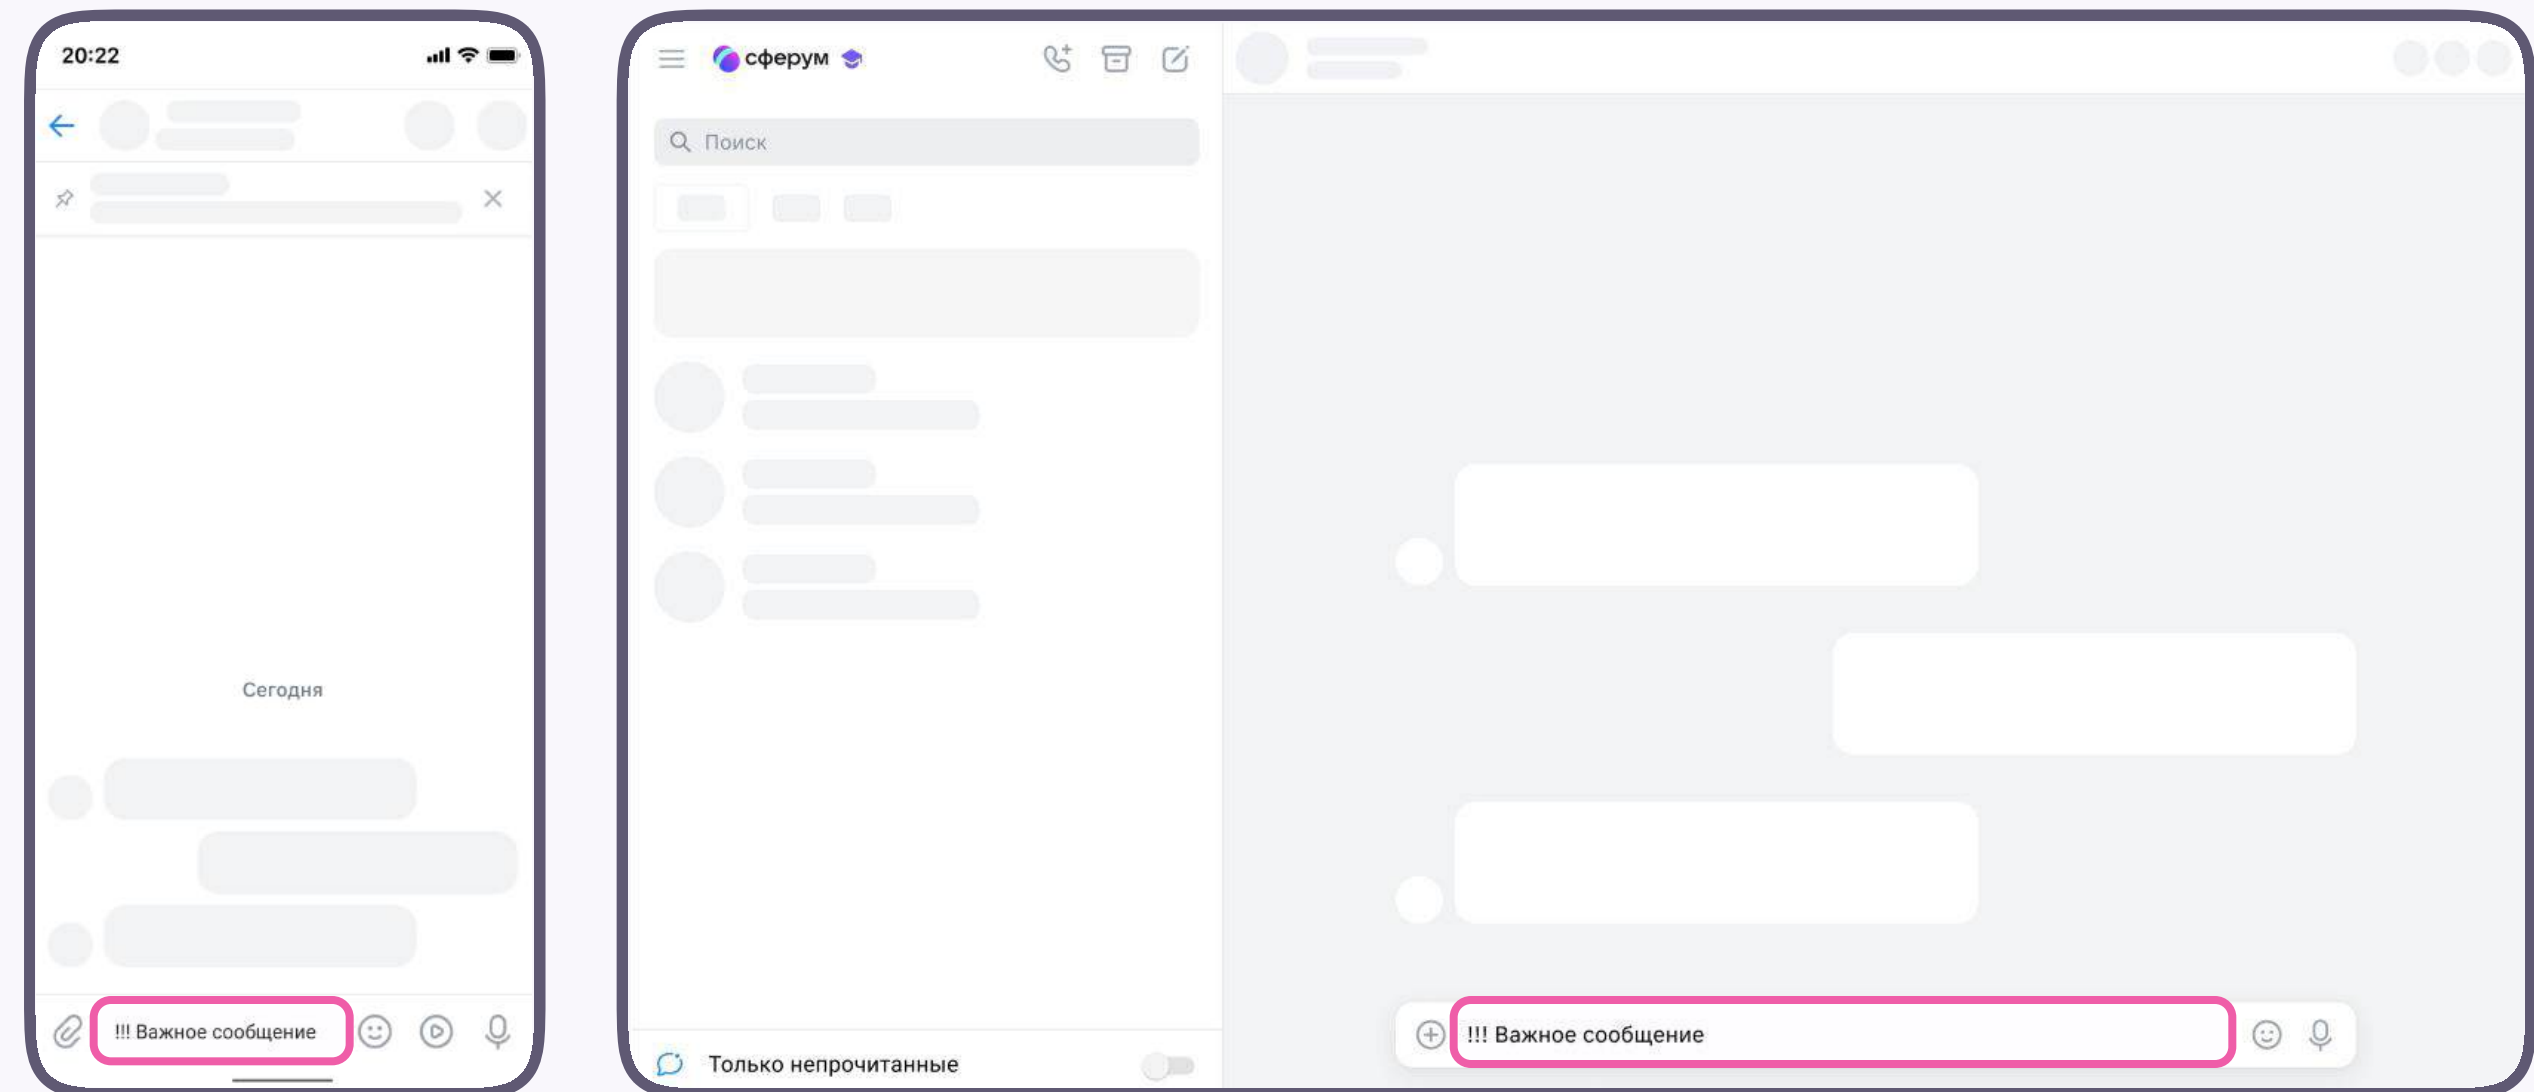 20:22
Сегодня
!!! Важное сообщение
сферум
Поиск
Только непрочитанные
!!! Важное сообщение